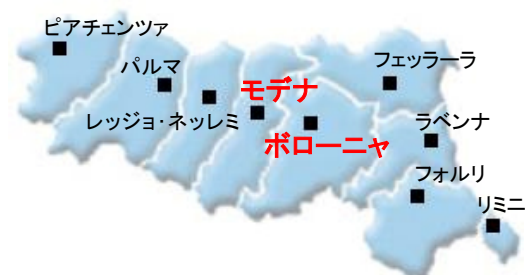 ピアチェンツァ
パルマ
フェッラーラ
モデナ
レッジョ・ネッレミ
ラベンナ
ボローニャ
フォルリ
リミニ